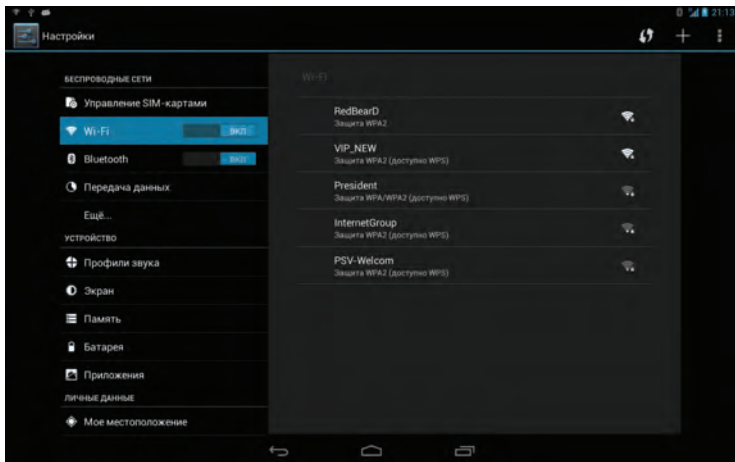 21:13
Настройки
БЕСПРОВОДНЫЕ СЕТИ
Управление SIM-картами
Wi-Fi
ВКЛ
Bluetooth
ВКЛ
Передача данных
Ещё...
УСТРОЙСТВО
Профили звука
Экран
Память
Батарея
Приложения
ЛИЧНЫЕ ДАННЫЕ
Мое местоположение
Wi-Fi
RedBearD
Защита WPA2
VIP_NEW
Защита WPA2 (доступно WPS)
President
Защита WPA/WPA2 (доступно WPS)
InternetGroup
Защита WPA2 (доступно WPS)
PSV-Welcom
Защита WPA2 (доступно WPS)